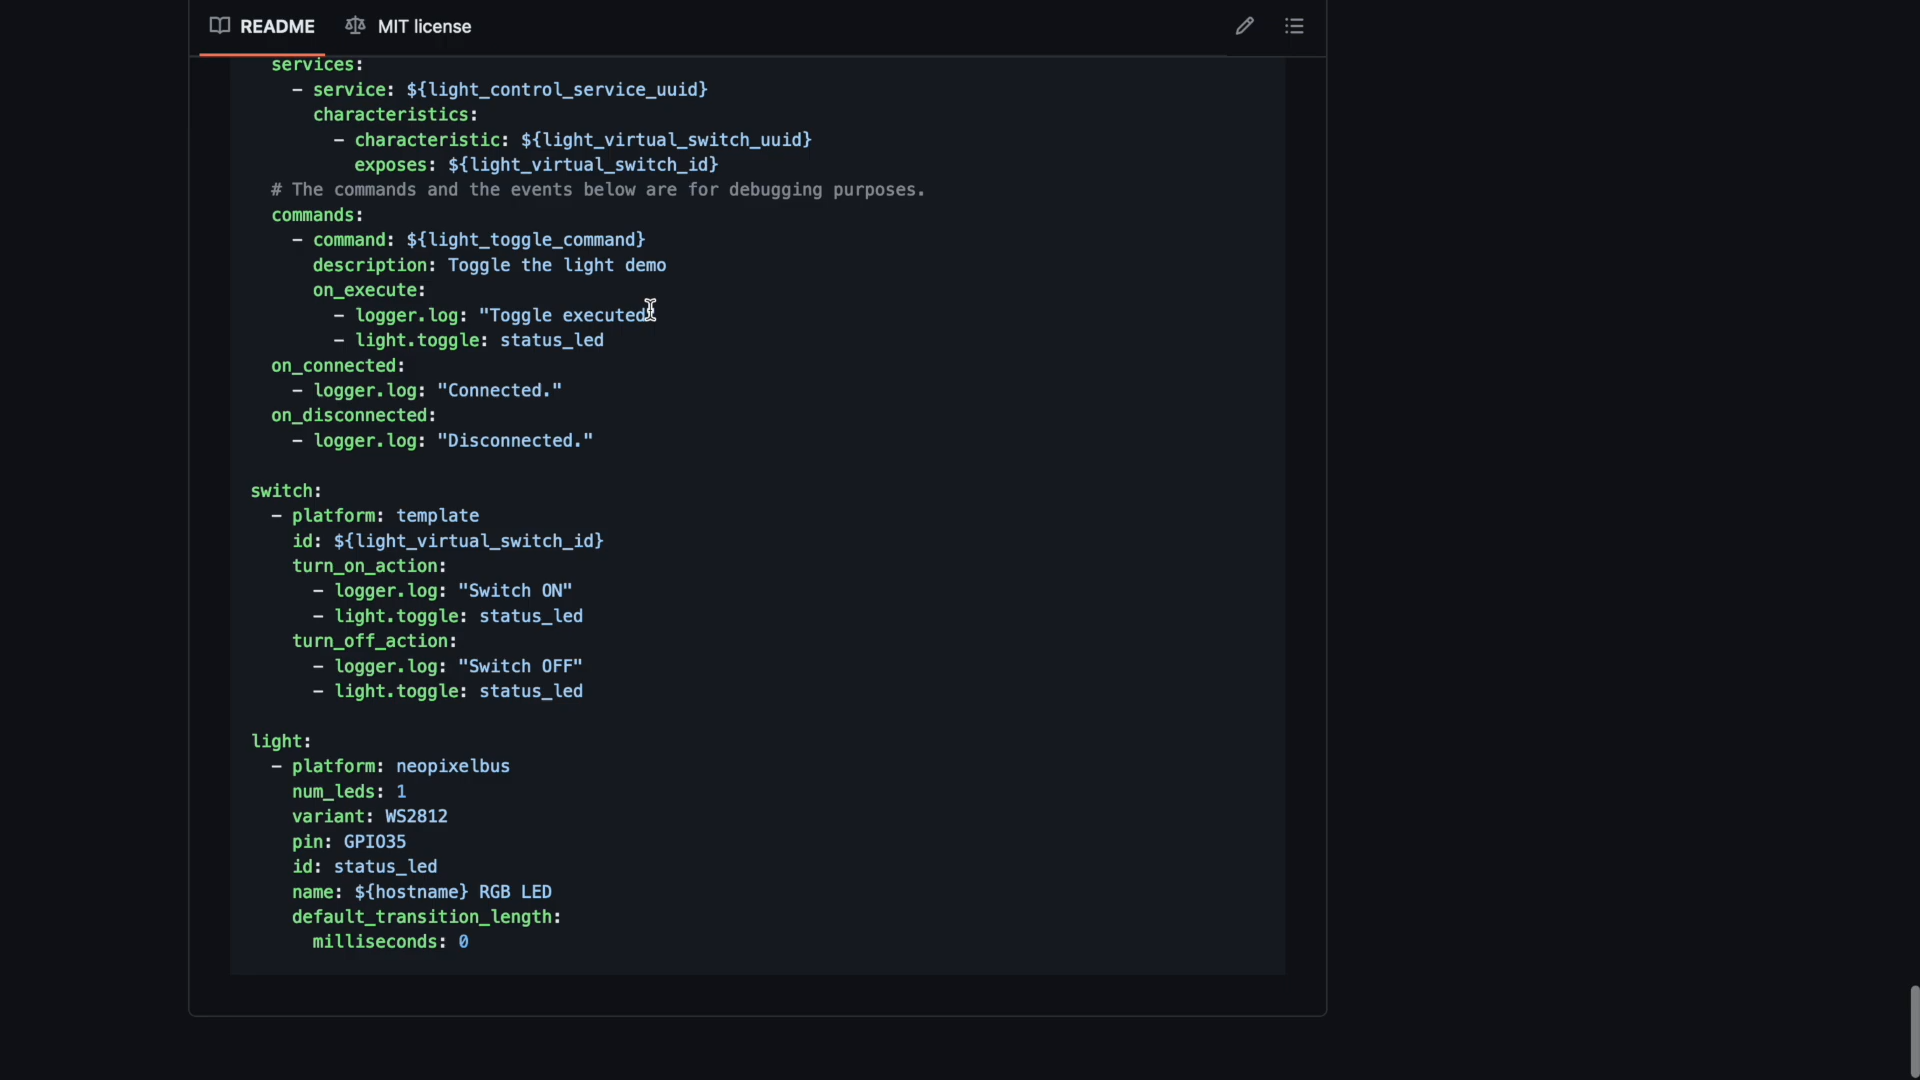 README MIT license
services:
- service: ${light_control_service_uuid}
characteristics:
- characteristic: ${light_virtual_switch_uuid}
exposes: ${light_virtual_switch_id}
# The commands and the events below are for debugging purposes.
commands:
- command: ${light_toggle_command}
description: Toggle the light demo
on_execute:
- logger.log: "Toggle executed"
- light.toggle: status_led
on_connected:
- logger.log: "Connected."
on_disconnected:
- logger.log: "Disconnected."
switch:
- platform: template
id: ${light_virtual_switch_id}
turn_on_action:
- logger.log: "Switch ON"
- light.toggle: status_led
turn_off_action:
- logger.log: "Switch OFF"
- light.toggle: status_led
light:
- platform: neopixelbus
num_leds: 1
variant: WS2812
pin: GPIO35
id: status_led
name: ${hostname} RGB LED
default_transition_length:
milliseconds: 0